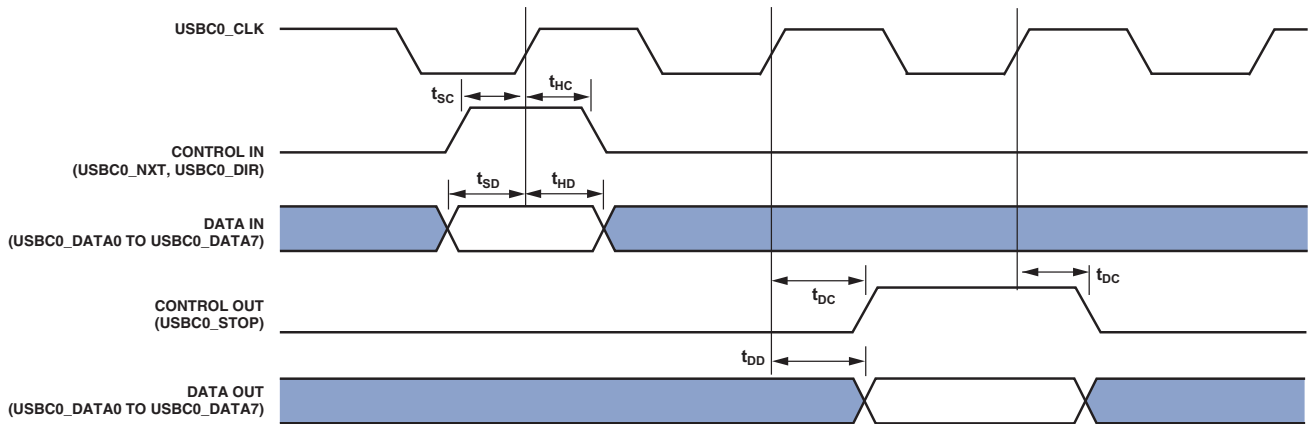 USBC0_CLK
tSC
tHC
CONTROL IN
(USBC0_NXT, USBC0_DIR)
tSD
tHD
DATA IN
(USBC0_DATA0 TO USBC0_DATA7)
tDC
tDC
CONTROL OUT
(USBC0_STOP)
tDD
DATA OUT
(USBC0_DATA0 TO USBC0_DATA7)